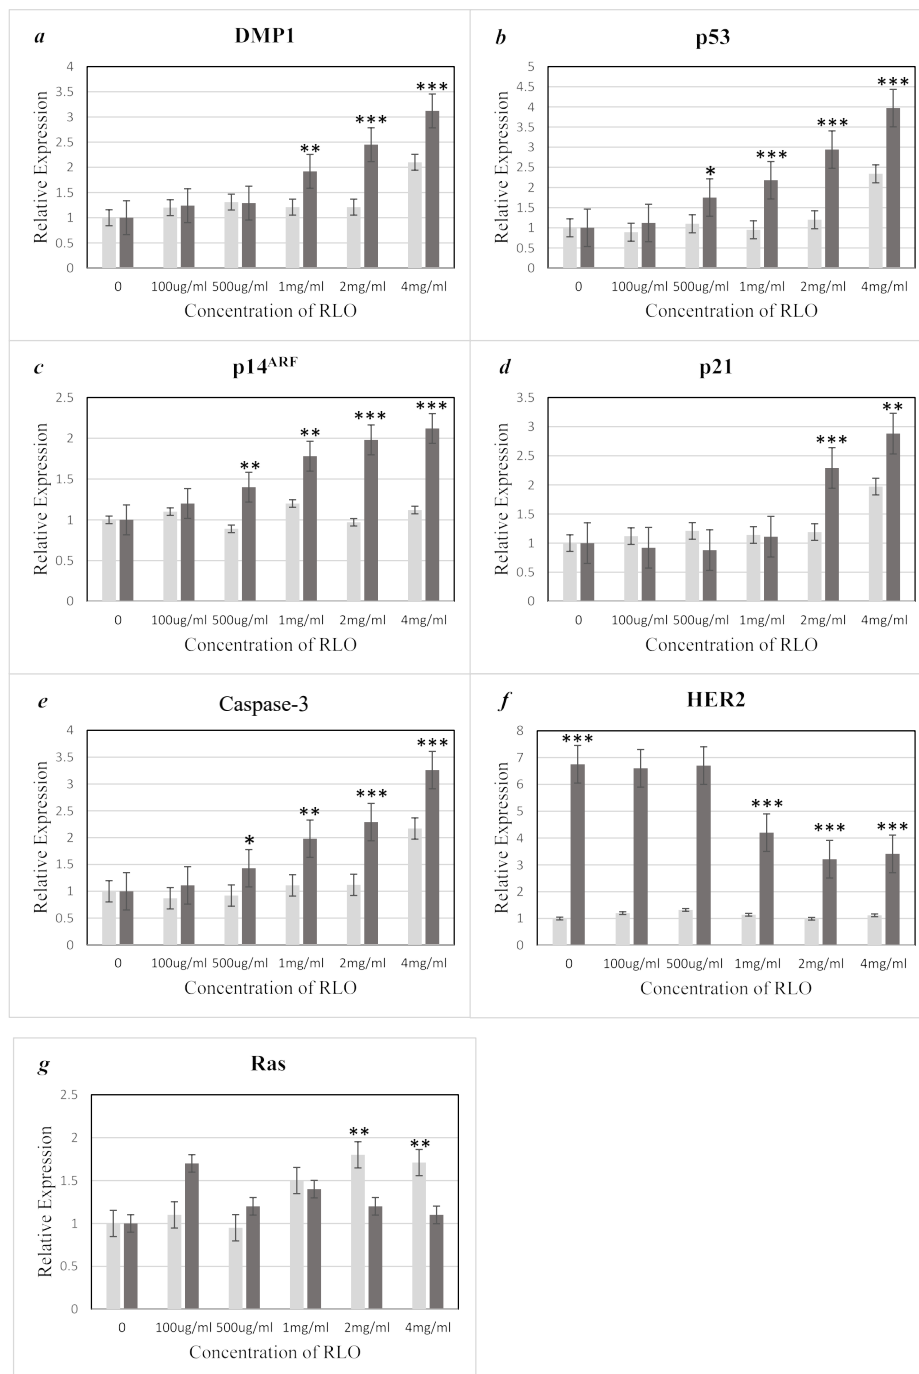 a DMP1
4
3.5
3
2.5
2
1.5
1
0.5
0
Relative Expression
** *** ***
0 100ug/ml 500ug/ml 1mg/ml 2mg/ml 4mg/ml
Concentration of RLO
b p53
5
4.5
4
3.5
3
2.5
2
1.5
1
0.5
0
Relative Expression
* *** *** ***
0 100ug/ml 500ug/ml 1mg/ml 2mg/ml 4mg/ml
Concentration of RLO
c p14ARF
2.5
2
1.5
1
0.5
0
Relative Expression
** ** *** ***
0 100ug/ml 500ug/ml 1mg/ml 2mg/ml 4mg/ml
Concentration of RLO
d p21
3.5
3
2.5
2
1.5
1
0.5
0
Relative Expression
*** **
0 100ug/ml 500ug/ml 1mg/ml 2mg/ml 4mg/ml
Concentration of RLO
e Caspase-3
4
3.5
3
2.5
2
1.5
1
0.5
0
Relative Expression
* ** *** ***
0 100ug/ml 500ug/ml 1mg/ml 2mg/ml 4mg/ml
Concentration of RLO
f HER2
8
7
6
5
4
3
2
1
0
Relative Expression
*** *** *** ***
0 100ug/ml 500ug/ml 1mg/ml 2mg/ml 4mg/ml
Concentration of RLO
g Ras
2.5
2
1.5
1
0.5
0
Relative Expression
** **
0 100ug/ml 500ug/ml 1mg/ml 2mg/ml 4mg/ml
Concentration of RLO